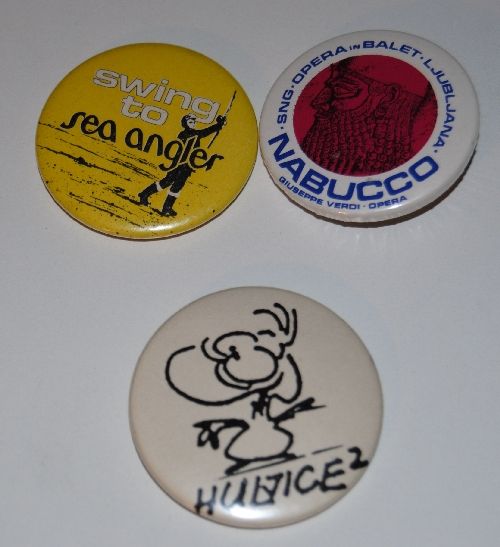 swing
to
sea angler
SNG · OPERA IN BALET · LJUBLJANA
NABUCCO
GIUSEPPE VERDI · OPERA